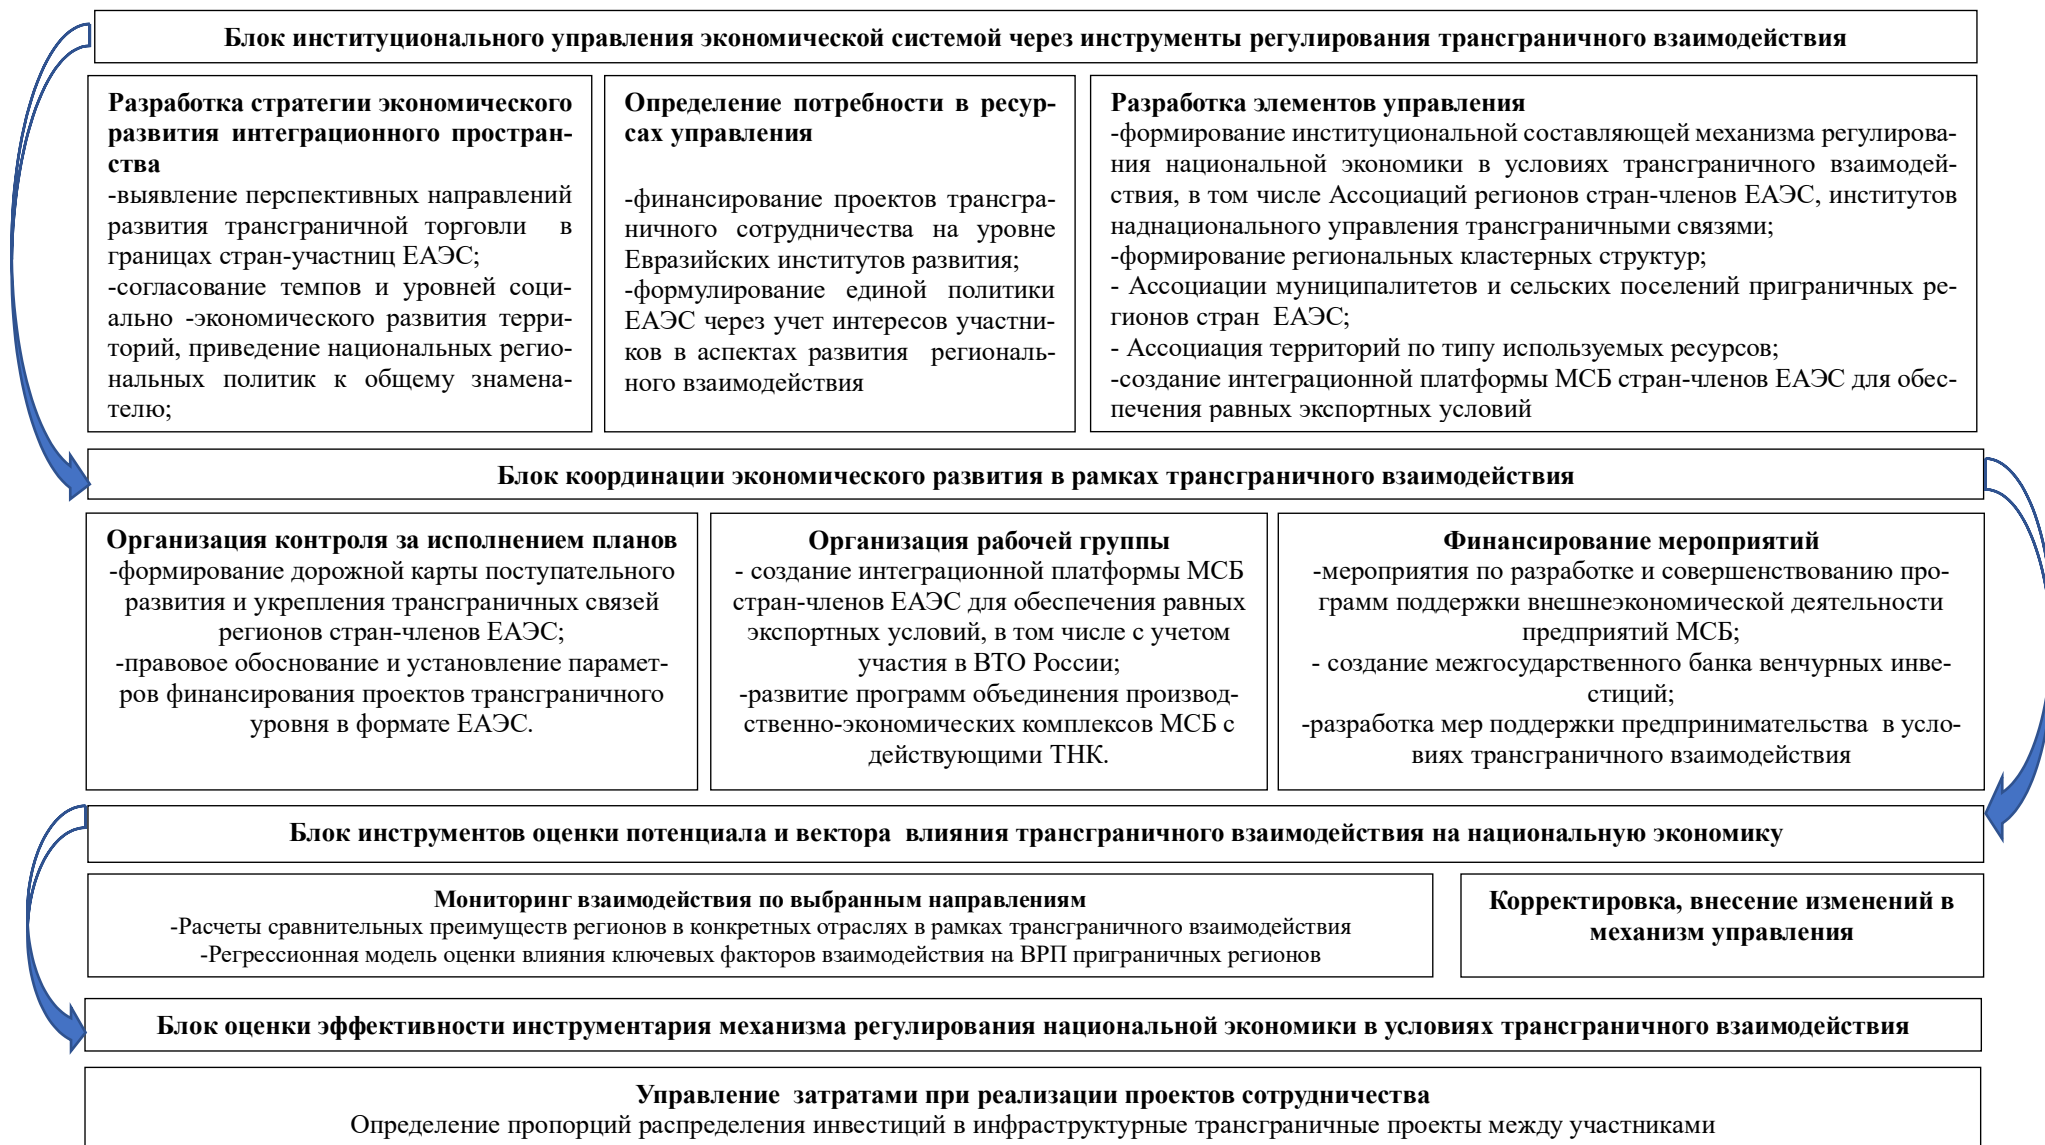 Блок институционального управления экономической системой через инструменты регулирования трансграничного взаимодействия
Разработка стратегии экономического
развития интеграционного простран-
ства
-выявление перспективных направлений
развития трансграничной торговли в
границах стран-участниц ЕАЭС;
-согласование темпов и уровней соци-
ально -экономического развития терри-
торий, приведение национальных регио-
нальных политик к общему знамена-
телю;
Определение потребности в ресур-
сах управления
-финансирование проектов трансгра-
ничного сотрудничества на уровне
Евразийских институтов развития;
-формулирование единой политики
ЕАЭС через учет интересов участни-
ков в аспектах развития региональ-
ного взаимодействия
Разработка элементов управления
-формирование институциональной составляющей механизма регулирова-
ния национальной экономики в условиях трансграничного взаимодей-
ствия, в том числе Ассоциаций регионов стран-членов ЕАЭС, институтов
наднационального управления трансграничными связями;
-формирование региональных кластерных структур;
- Ассоциации муниципалитетов и сельских поселений приграничных ре-
гионов стран ЕАЭС;
- Ассоциация территорий по типу используемых ресурсов;
-создание интеграционной платформы МСБ стран-членов ЕАЭС для обес-
печения равных экспортных условий
Блок координации экономического развития в рамках трансграничного взаимодействия
Организация контроля за исполнением планов
-формирование дорожной карты поступательного
развития и укрепления трансграничных связей
регионов стран-членов ЕАЭС;
-правовое обоснование и установление парамет-
ров финансирования проектов трансграничного
уровня в формате ЕАЭС.
Организация рабочей группы
- создание интеграционной платформы МСБ
стран-членов ЕАЭС для обеспечения равных
экспортных условий, в том числе с учетом
участия в ВТО России;
-развитие программ объединения производ-
ственно-экономических комплексов МСБ с
действующими ТНК.
Финансирование мероприятий
-мероприятия по разработке и совершенствованию про-
грамм поддержки внешнеэкономической деятельности
предприятий МСБ;
- создание межгосударственного банка венчурных инве-
стиций;
-разработка мер поддержки предпринимательства в усло-
виях трансграничного взаимодействия
Блок инструментов оценки потенциала и вектора влияния трансграничного взаимодействия на национальную экономику
Мониторинг взаимодействия по выбранным направлениям
-Расчеты сравнительных преимуществ регионов в конкретных отраслях в рамках трансграничного взаимодействия
-Регрессионная модель оценки влияния ключевых факторов взаимодействия на ВРП приграничных регионов
Корректировка, внесение изменений в
механизм управления
Блок оценки эффективности инструментария механизма регулирования национальной экономики в условиях трансграничного взаимодействия
Управление затратами при реализации проектов сотрудничества
Определение пропорций распределения инвестиций в инфраструктурные трансграничные проекты между участниками